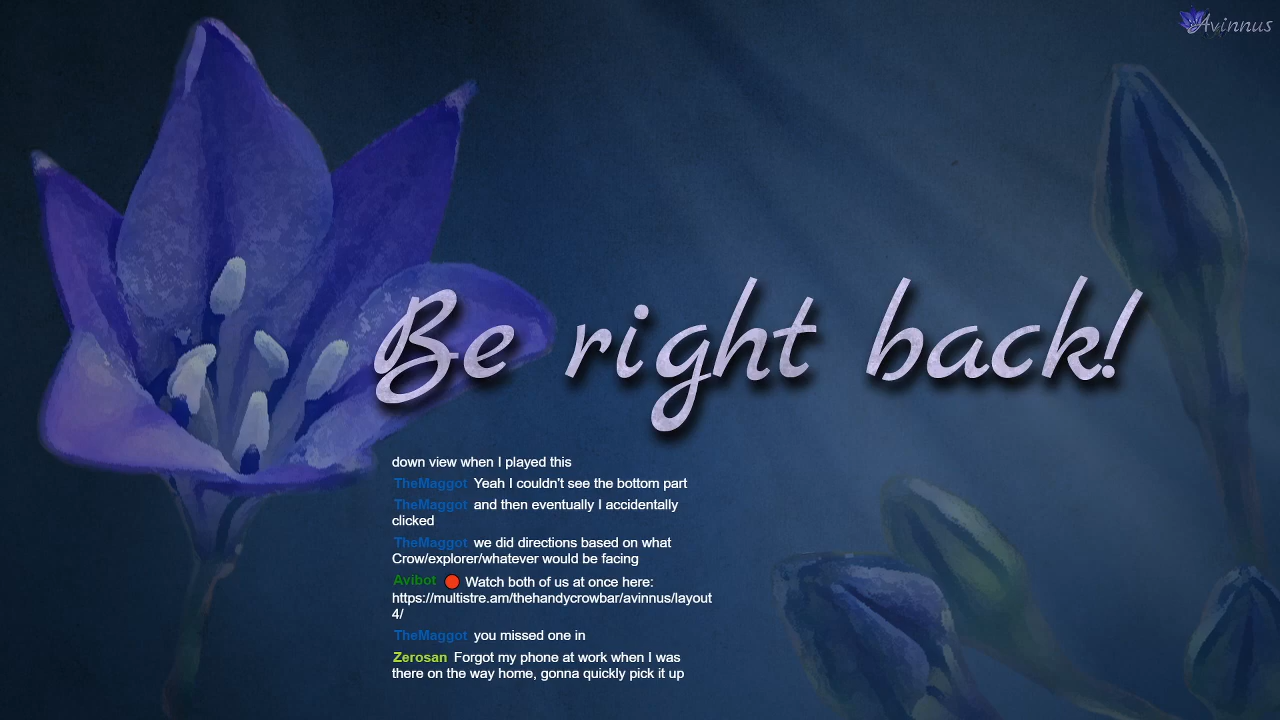 Avinnus
Be right back!
down view when I played this
TheMaggot Yeah I couldn't see the bottom part
TheMaggot and then eventually I accidentally
clicked
TheMaggot we did directions based on what
Crow/explorer/whatever would be facing
Avibot Watch both of us at once here:
https://multistre.am/thehandycrowbar/avinnus/layout
4/
TheMaggot you missed one in
Zerosan Forgot my phone at work when I was
there on the way home, gonna quickly pick it up